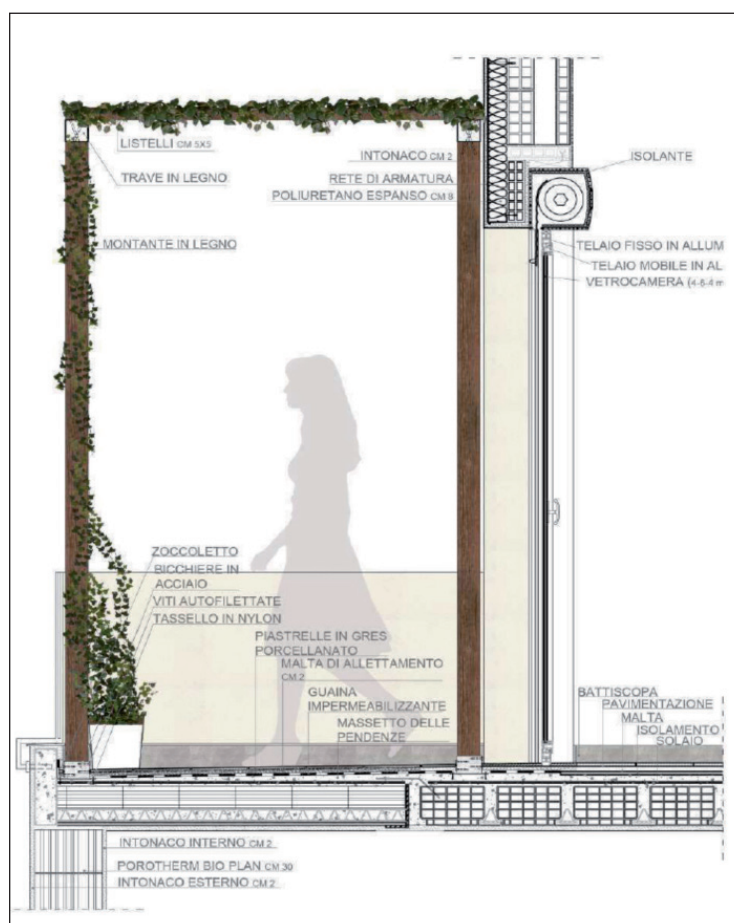 LISTELLI CM 5X5
TRAVE IN LEGNO
MONTANTE IN LEGNO
INTONACO CM 2
RETE DI ARMATURA
POLIURETANO ESPANSO CM 8
ISOLANTE
TELAIO FISSO IN ALLUM
TELAIO MOBILE IN AL
VETROCAMERA (4-6-4 m
ZOCCOLETTO
BICCHIERE IN
ACCIAIO
VITI AUTOFILETTATE
TASSELLO IN NYLON
PIASTRELLE IN GRES
PORCELLANATO
MALTA DI ALLETTAMENTO
CM 2
GUAINA
IMPERMEABILIZZANTE
MASSETTO DELLE
PENDENZE
BATTISCOPA
PAVIMENTAZIONE
MALTA
ISOLAMENTO
SOLAIO
INTONACO INTERNO CM 2
POROTHERM BIO PLAN CM 30
INTONACO ESTERNO CM 2